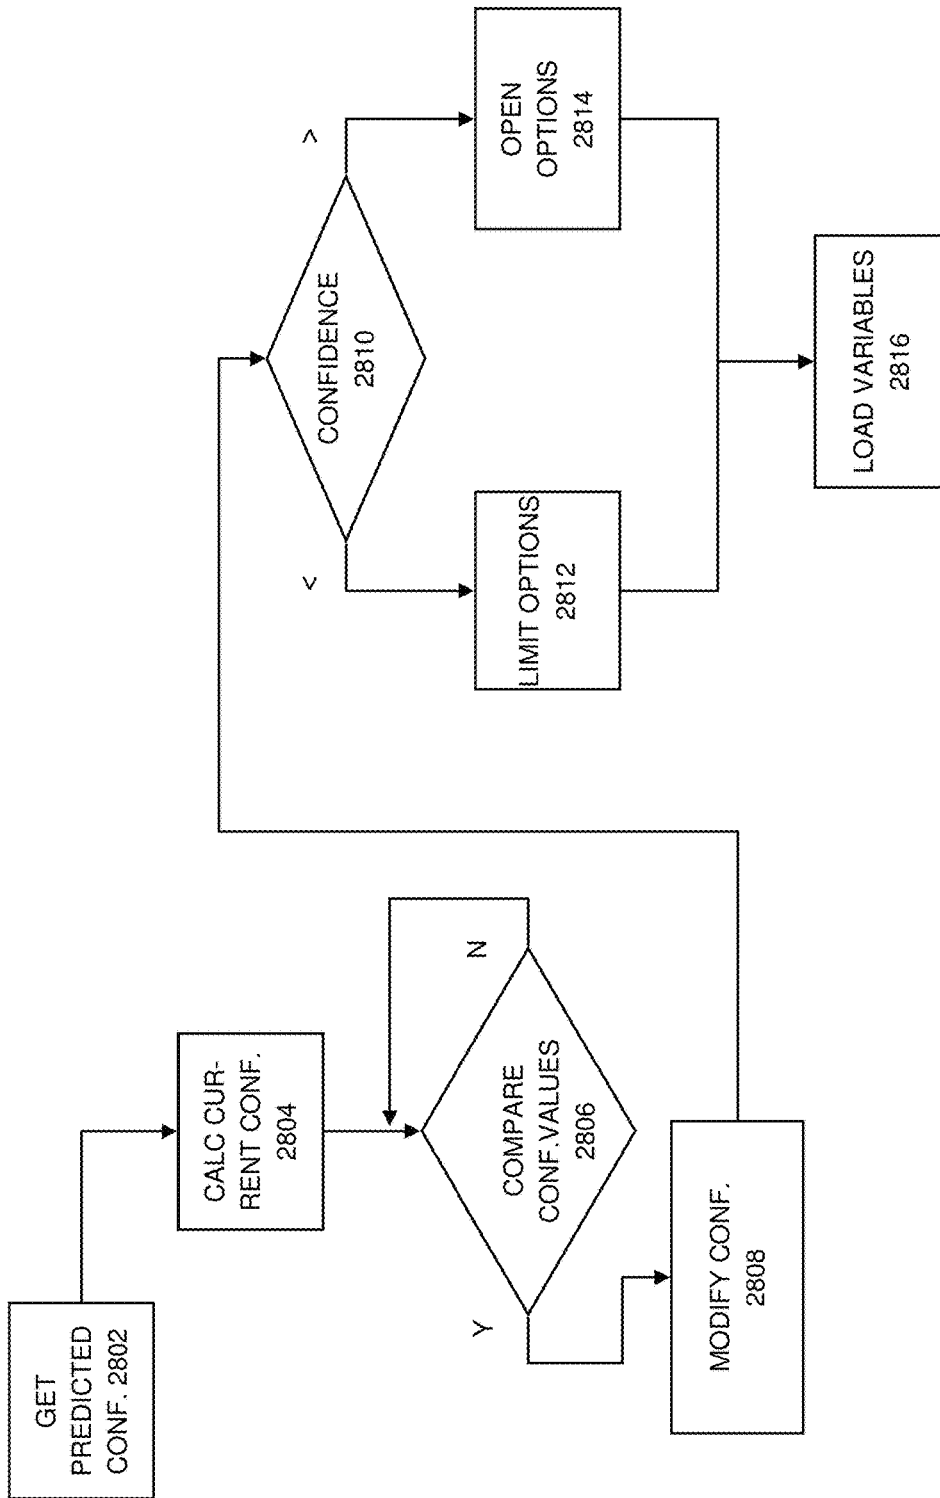 GET
PREDICTED
CONF. 2802
CALC CUR-
RENT CONF.
2804
COMPARE
CONF.VALUES
2806
Y
N
MODIFY CONF.
2808
CONFIDENCE
2810
<
>
LIMIT OPTIONS
2812
OPEN
OPTIONS
2814
LOAD VARIABLES
2816